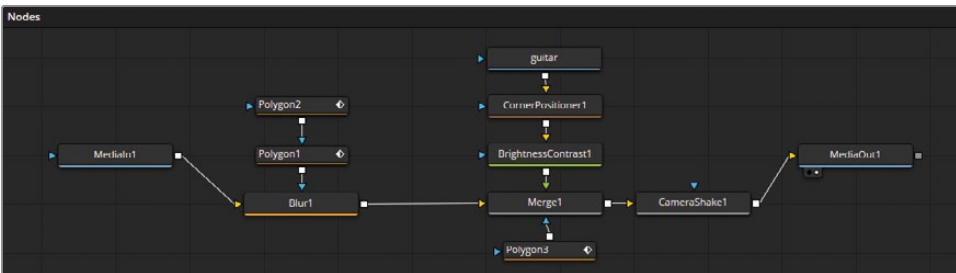 Nodes
guitar
Polygon2
CornerPositioner1
MediaIn1
Polygon1
BrightnessContrast1
MediaOut1
Blur1
Merge1
CameraShake1
Polygon3